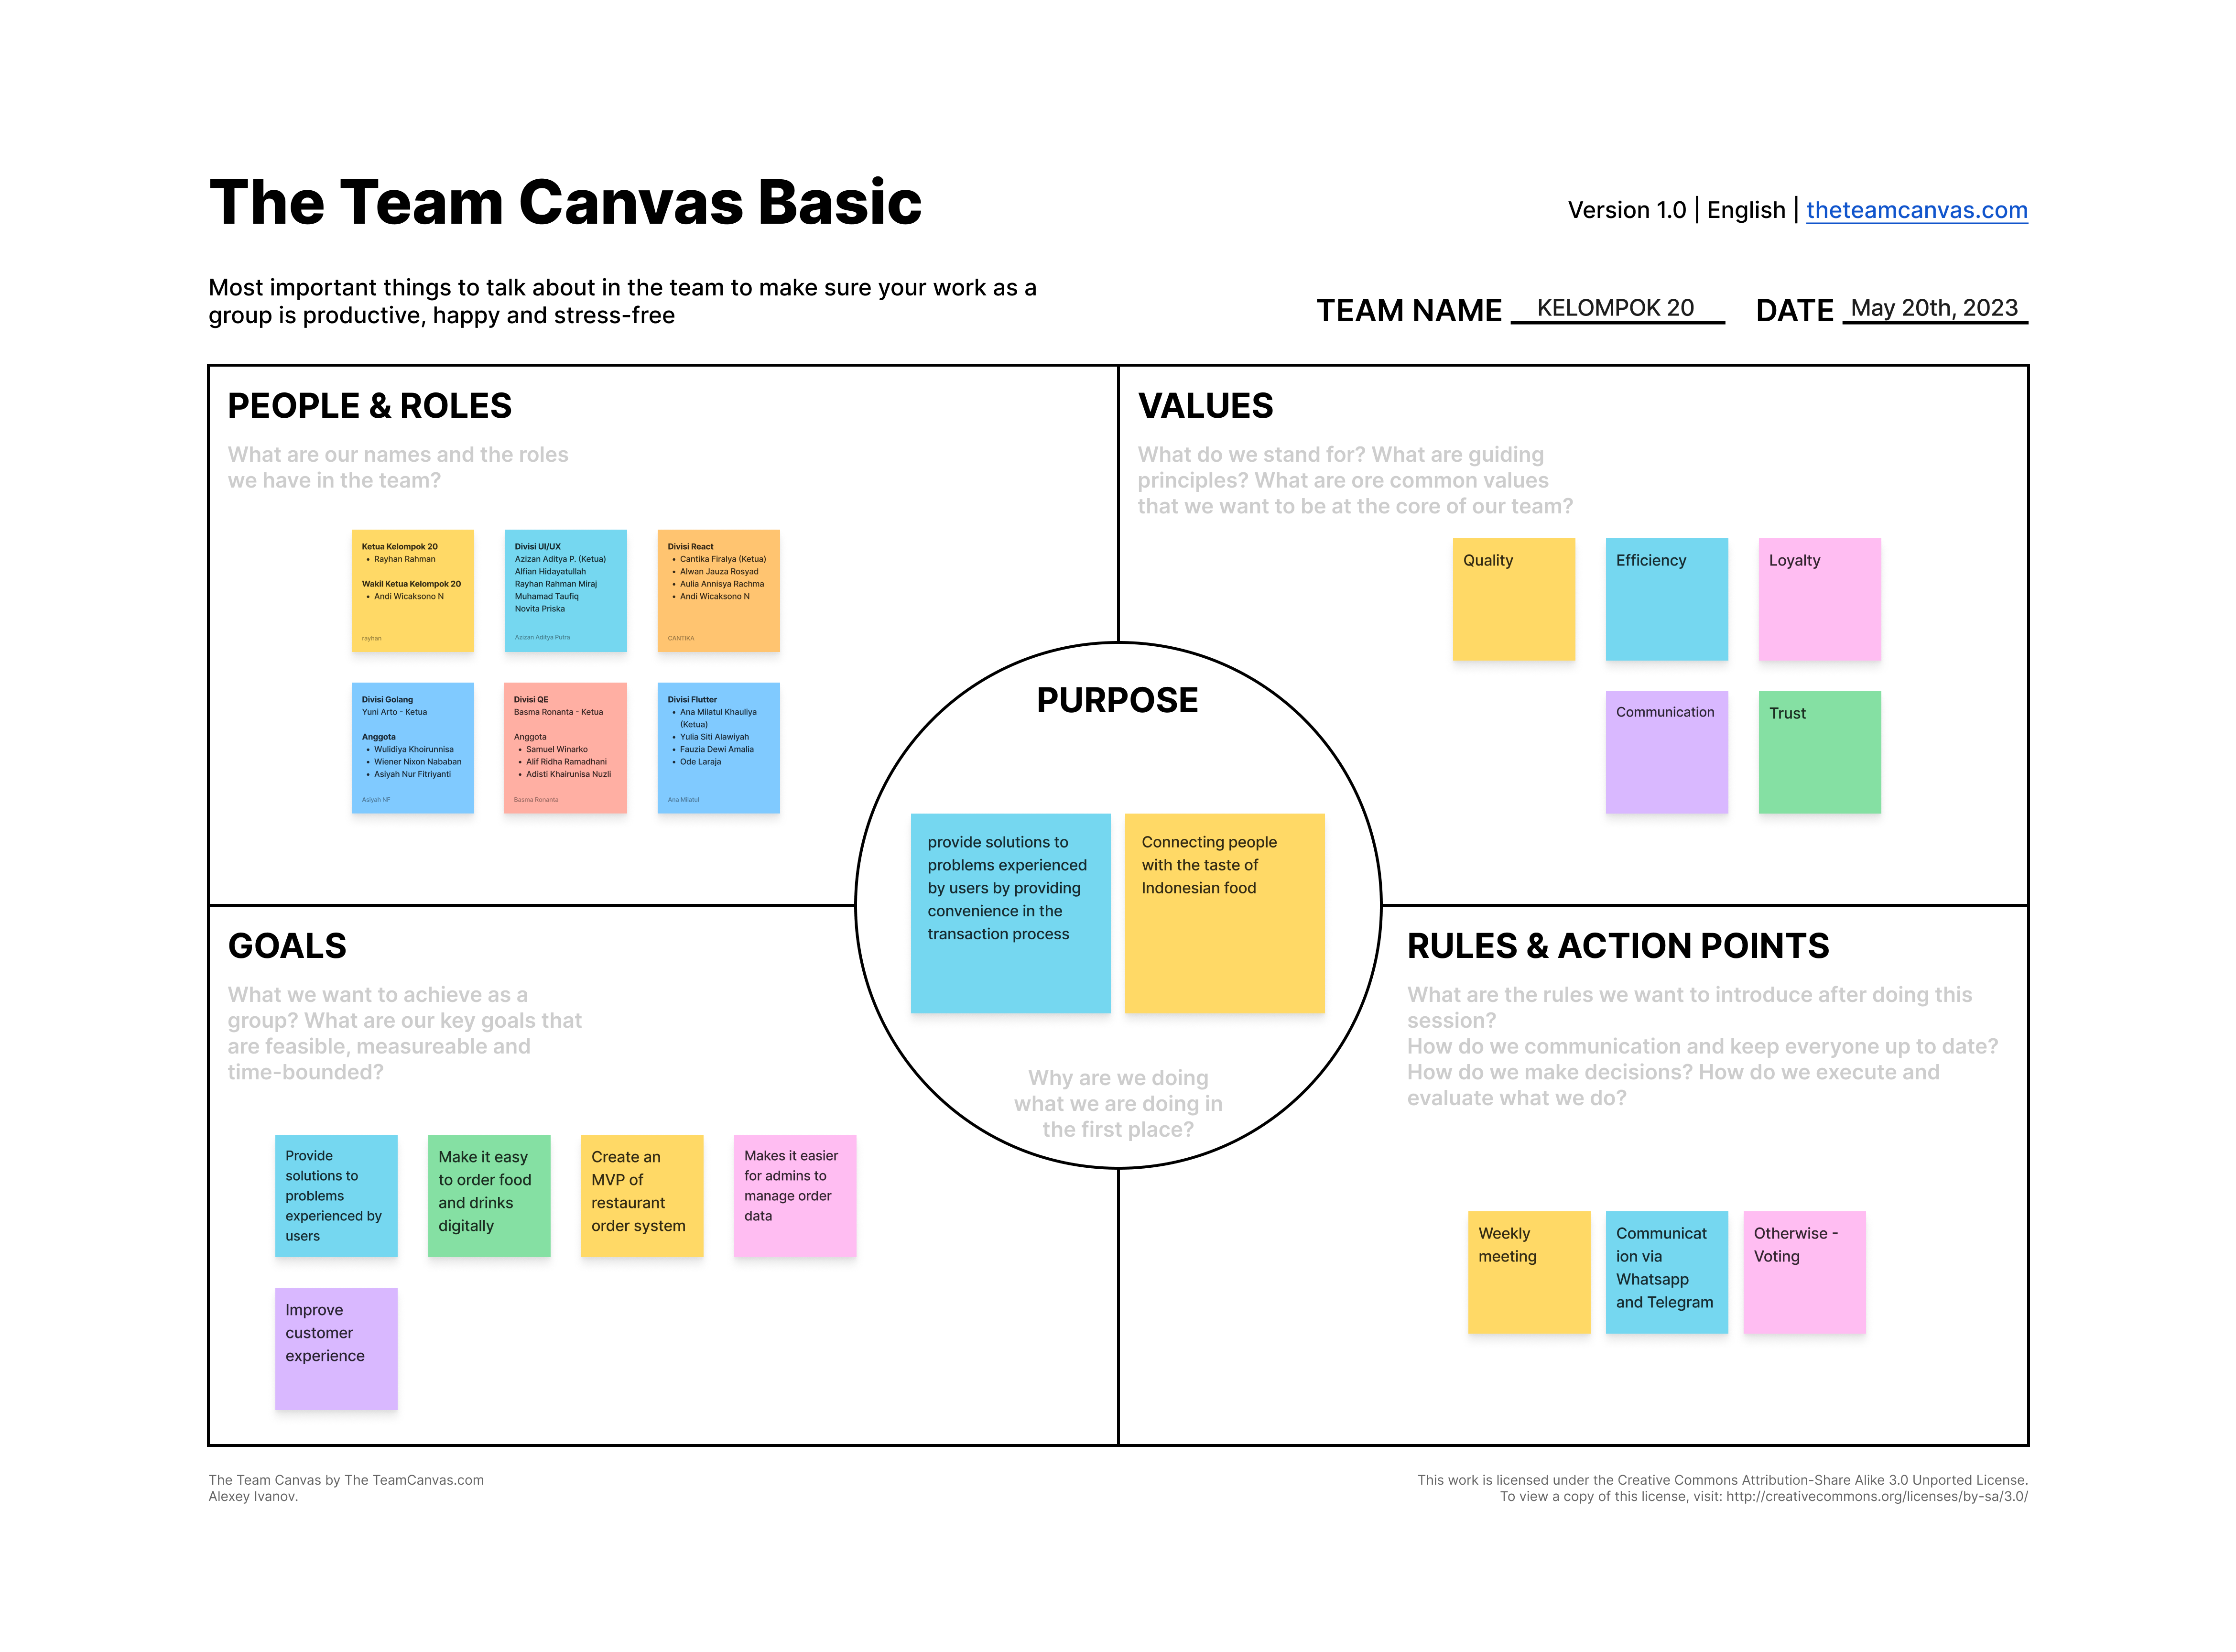 The Team Canvas Basic
Version 1.0 | English | theteamcanvas.com
Most important things to talk about in the team to make sure your work as a
group is productive, happy and stress-free
TEAM NAME KELOMPOK 20 DATE May 20th, 2023
PEOPLE & ROLES
What are our names and the roles
we have in the team?
Ketua Kelompok 20
• Rayhan Rahman
Wakil Ketua Kelompok 20
• Andi Wicaksono N
rayhan
Divisi UI/UX
Azizan Aditya P. (Ketua)
Alfian Hidayatullah
Rayhan Rahman Miraj
Muhamad Taufiq
Novita Priska
Azizan Aditya Putra
Divisi React
• Cantika Firalya (Ketua)
• Alwan Jauza Rosyad
• Aulia Annisya Rachma
• Andi Wicaksono N
CANTIKA
Divisi Golang
Yuni Arto - Ketua
Anggota
• Wulidiya Khoirunnisa
• Wiener Nixon Nababan
• Asiyah Nur Fitriyanti
Asiyah NF
Divisi QE
Basma Ronanta - Ketua
Anggota
• Samuel Winarko
• Alif Ridha Ramadhani
• Adisti Khairunisa Nuzli
Basma Ronanta
Divisi Flutter
• Ana Milatul Khauliya
(Ketua)
• Yulia Siti Alawiyah
• Fauzia Dewi Amalia
• Ode Laraja
Ana Milatul
VALUES
What do we stand for? What are guiding
principles? What are ore common values
that we want to be at the core of our team?
Quality
Efficiency
Loyalty
Communication
Trust
PURPOSE
provide solutions to
problems experienced
by users by providing
convenience in the
transaction process
Connecting people
with the taste of
Indonesian food
Why are we doing
what we are doing in
the first place?
GOALS
What we want to achieve as a
group? What are our key goals that
are feasible, measureable and
time-bounded?
Provide
solutions to
problems
experienced by
users
Make it easy
to order food
and drinks
digitally
Create an
MVP of
restaurant
order system
Makes it easier
for admins to
manage order
data
Improve
customer
experience
RULES & ACTION POINTS
What are the rules we want to introduce after doing this
session?
How do we communication and keep everyone up to date?
How do we make decisions? How do we execute and
evaluate what we do?
Weekly
meeting
Communicat
ion via
Whatsapp
and Telegram
Otherwise -
Voting
The Team Canvas by The TeamCanvas.com
Alexey Ivanov.
This work is licensed under the Creative Commons Attribution-Share Alike 3.0 Unported License.
To view a copy of this license, visit: http://creativecommons.org/licenses/by-sa/3.0/